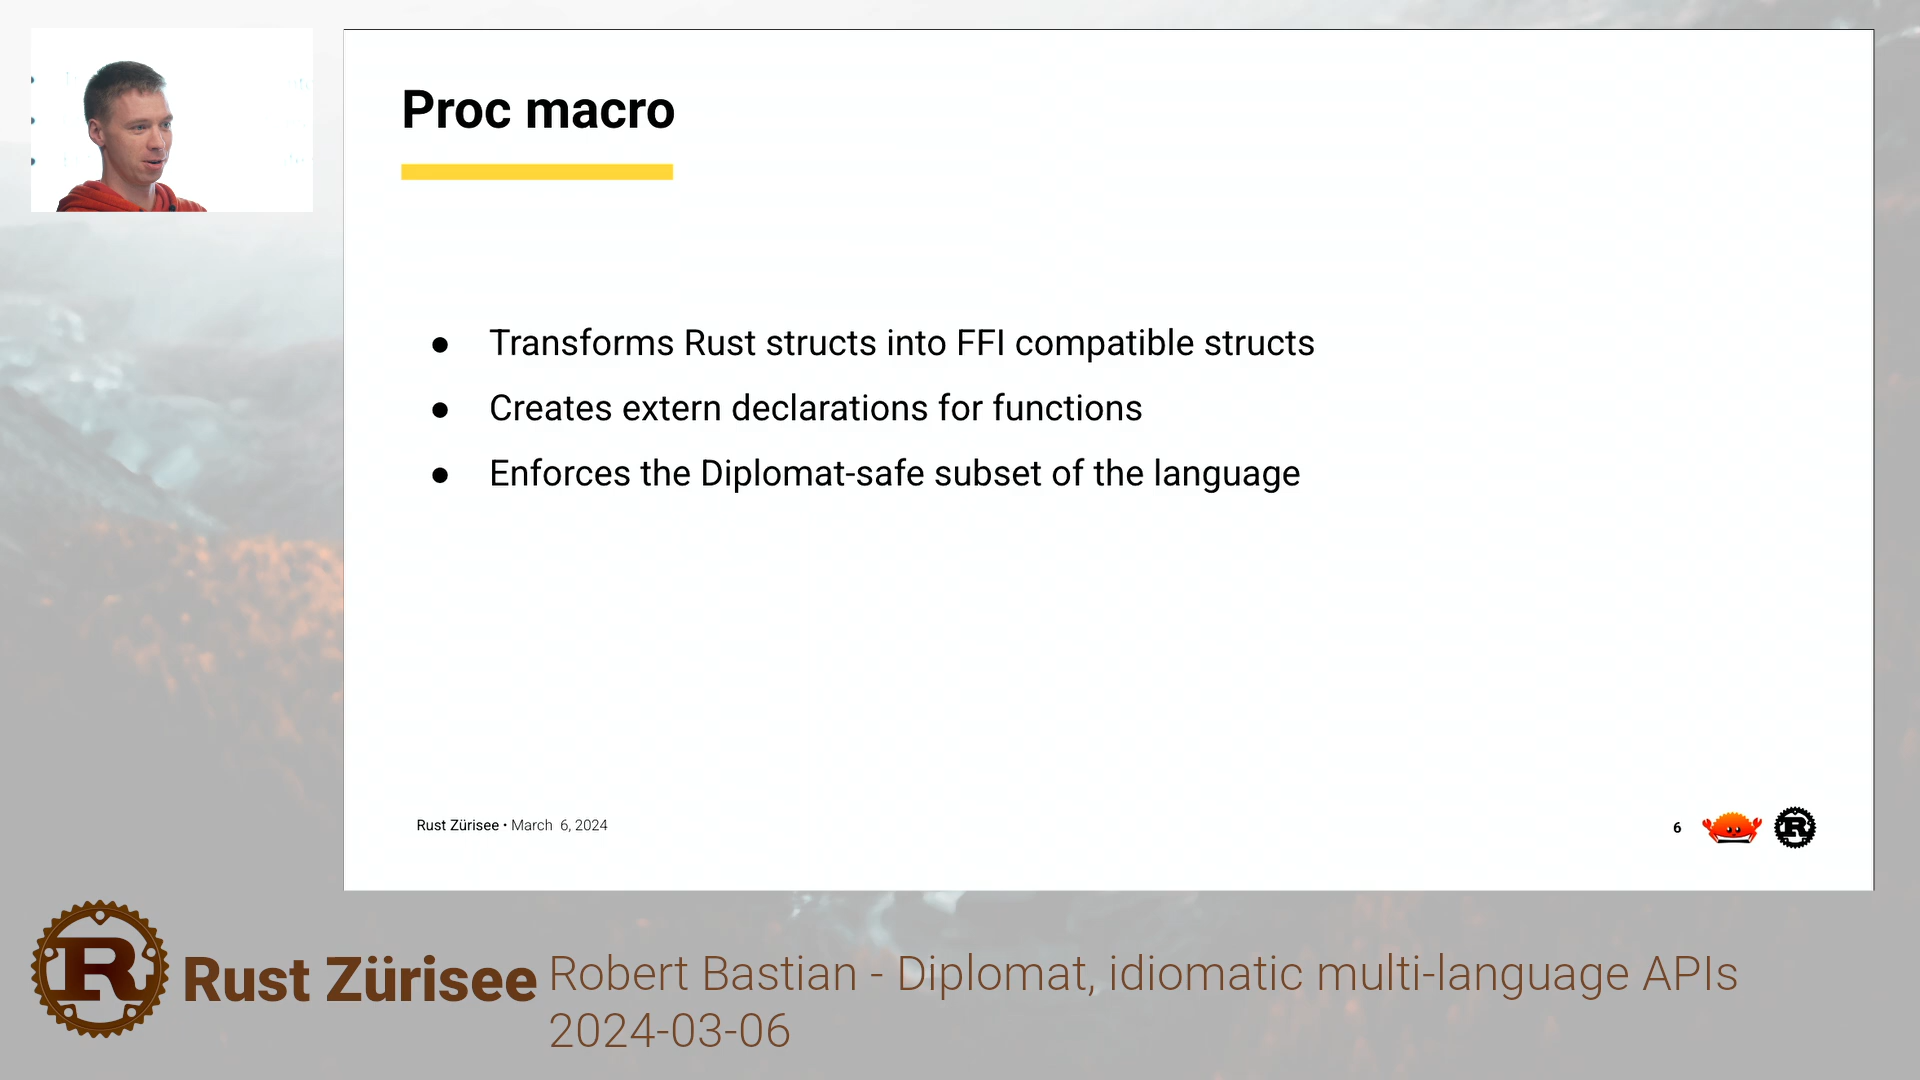 Proc macro
● Transforms Rust structs into FFI compatible structs
● Creates extern declarations for functions
● Enforces the Diplomat-safe subset of the language
Rust Zürisee • March 6, 2024
6
R
R
Rust Zürisee
Robert Bastian - Diplomat, idiomatic multi-language APIs
2024-03-06